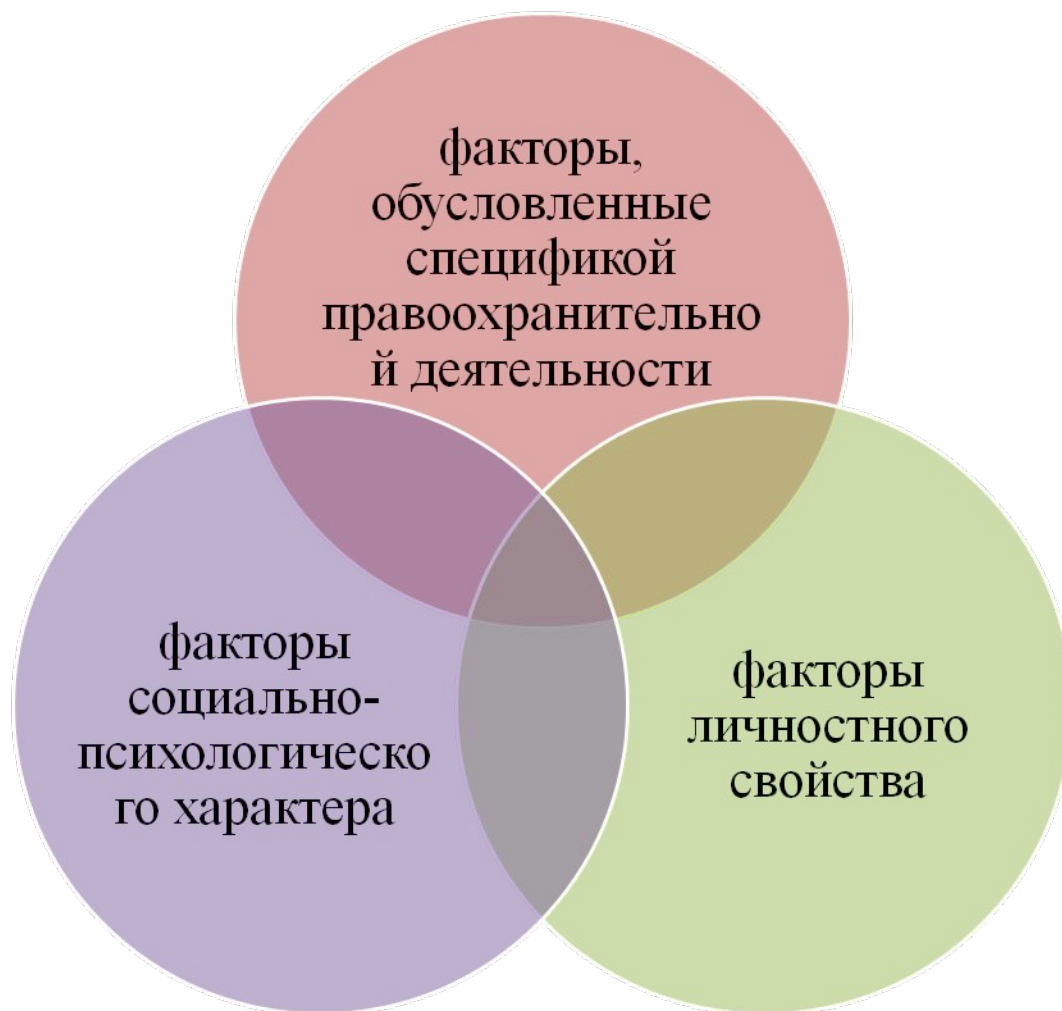 факторы,
обусловленные
спецификой
правоохранительно
й деятельности
факторы
социально-
психологическо
го характера
факторы
личностного
свойства